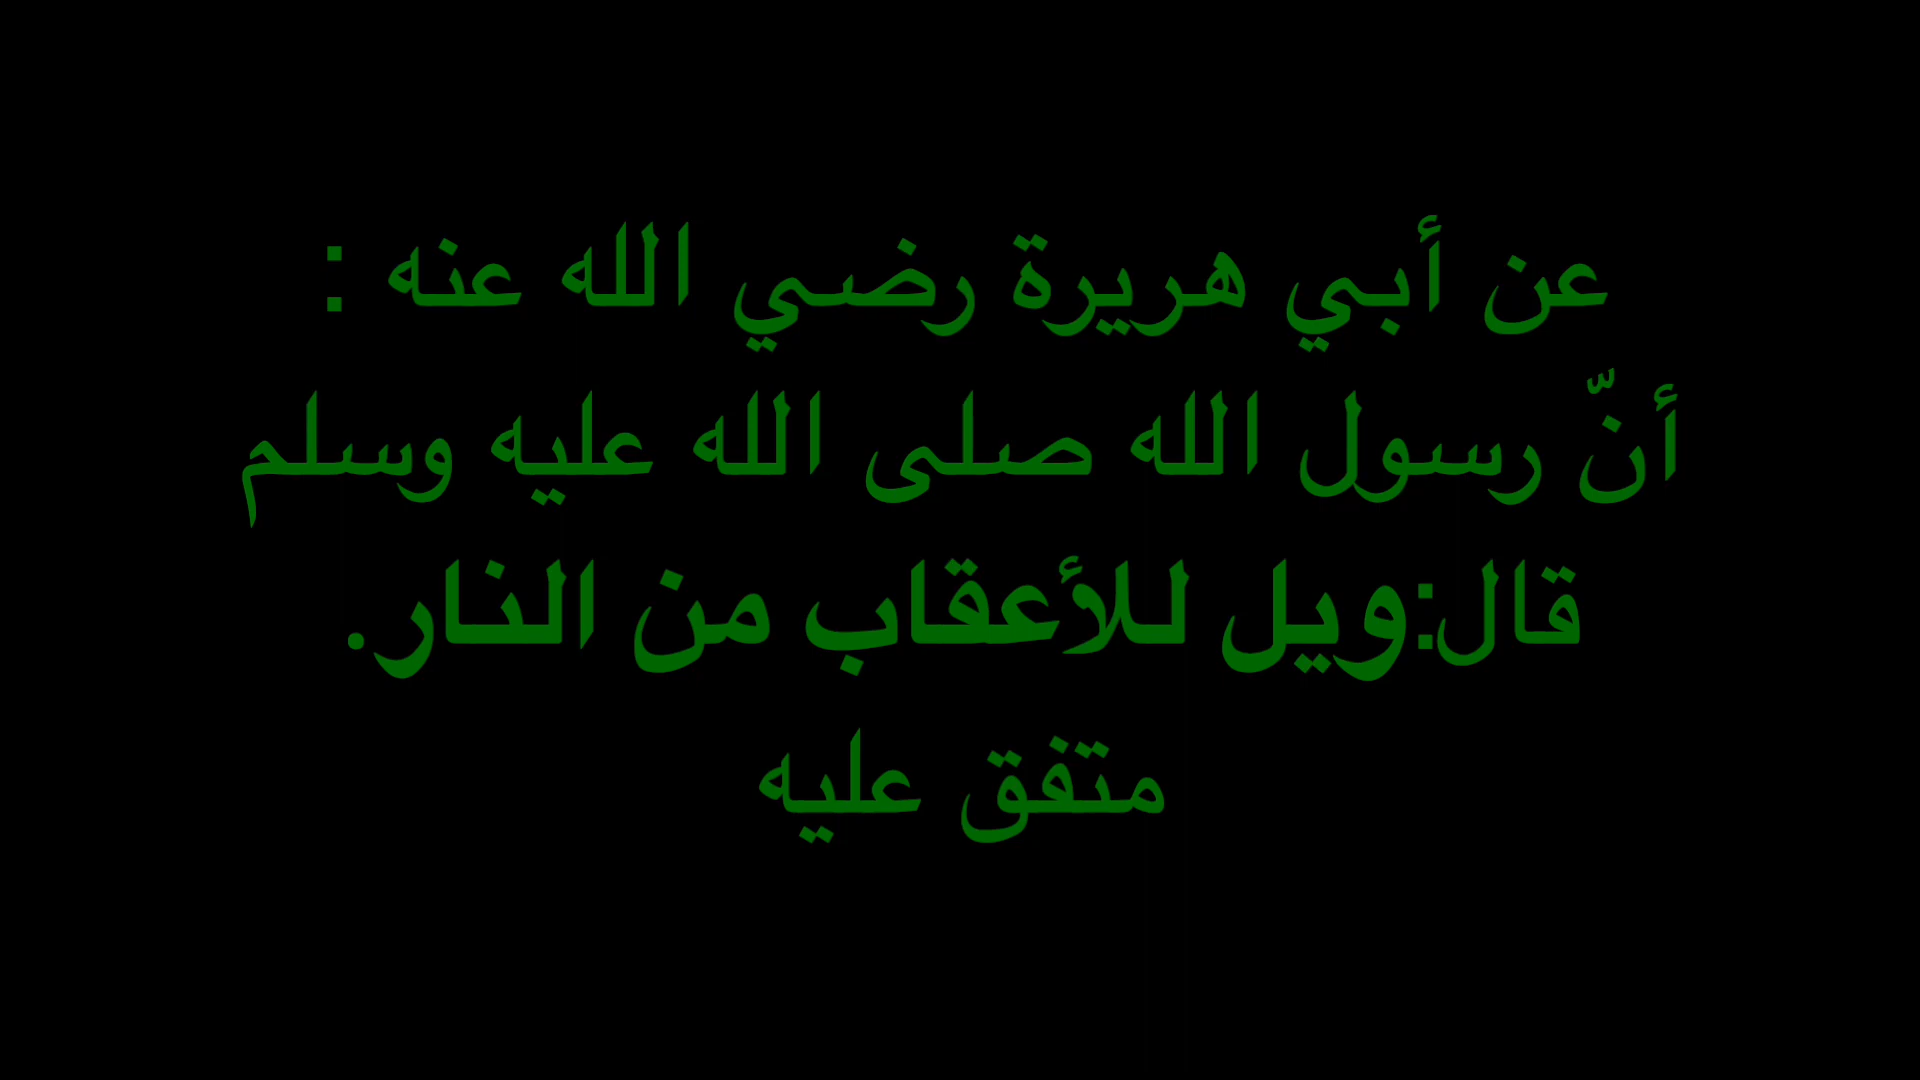 عن أبي هريرة رضي الله عنه :
أنّ رسول الله صلى الله عليه وسلم
قال:ويل للأعقاب من النار.
متفق عليه